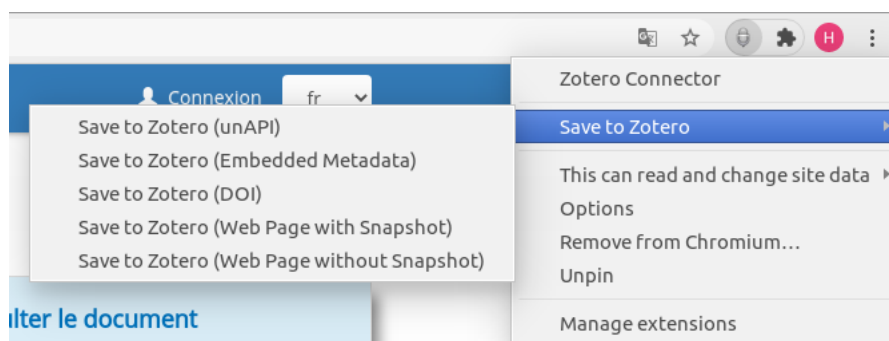 H
Connexion fr
Zotero Connector
Save to Zotero
Save to Zotero (unAPI)
Save to Zotero (Embedded Metadata)
Save to Zotero (DOI)
Save to Zotero (Web Page with Snapshot)
Save to Zotero (Web Page without Snapshot)
This can read and change site data
Options
Remove from Chromium...
Unpin
Manage extensions
lter le document